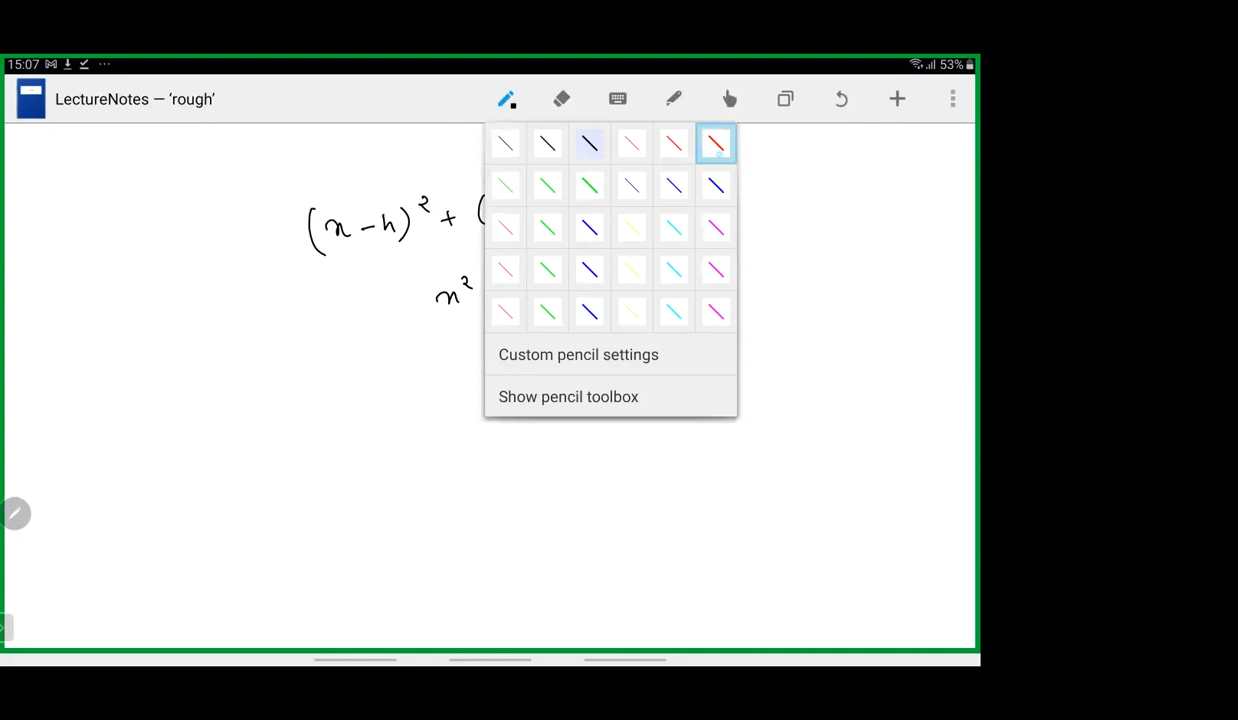 15:07 53%
LectureNotes — ‘rough’
(x-h)² + (
x²
Custom pencil settings
Show pencil toolbox